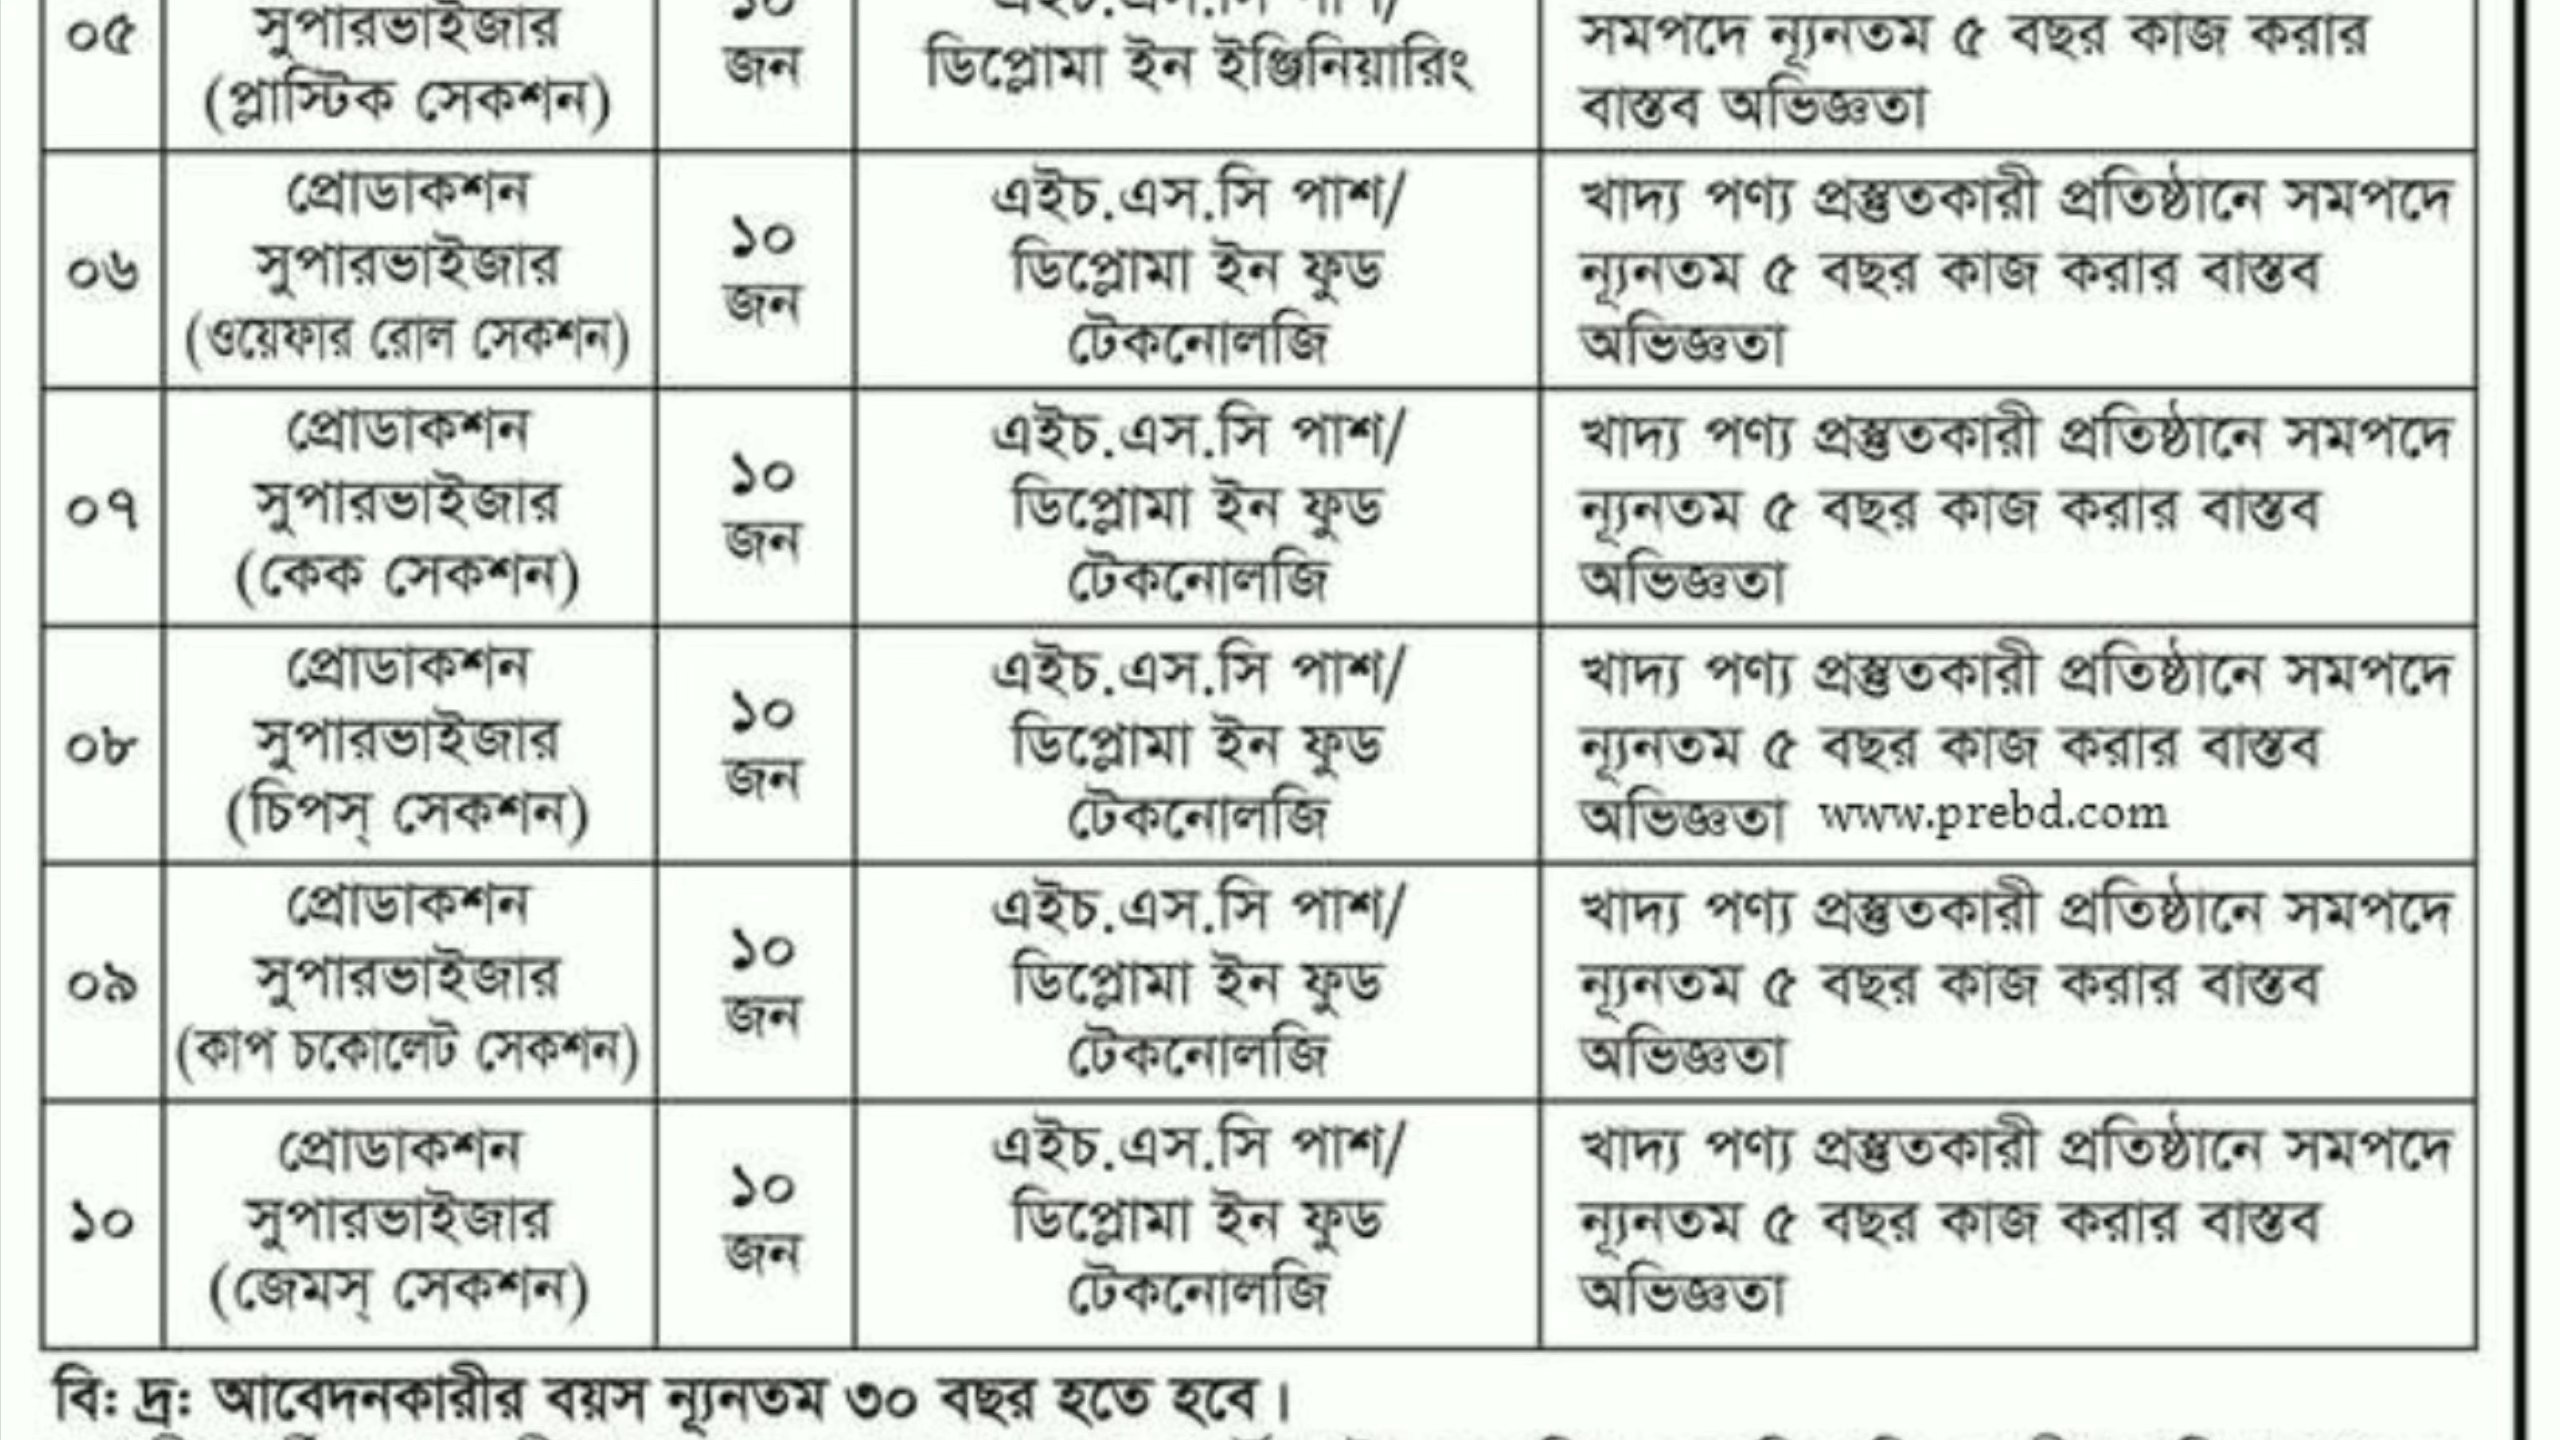 ০৫
সুপারভাইজার
(প্লাস্টিক সেকশন)
১০
জন
এইচ.এস.সি পাশ/
ডিপ্লোমা ইন ইঞ্জিনিয়ারিং
সমপদে ন্যূনতম ৫ বছর কাজ করার
বাস্তব অভিজ্ঞতা
০৬
প্রোডাকশন
সুপারভাইজার
(ওয়েফার রোল সেকশন)
১০
জন
এইচ.এস.সি পাশ/
ডিপ্লোমা ইন ফুড
টেকনোলজি
খাদ্য পণ্য প্রস্তুতকারী প্রতিষ্ঠানে সমপদে
ন্যূনতম ৫ বছর কাজ করার বাস্তব
অভিজ্ঞতা
০৭
প্রোডাকশন
সুপারভাইজার
(কেক সেকশন)
১০
জন
এইচ.এস.সি পাশ/
ডিপ্লোমা ইন ফুড
টেকনোলজি
খাদ্য পণ্য প্রস্তুতকারী প্রতিষ্ঠানে সমপদে
ন্যূনতম ৫ বছর কাজ করার বাস্তব
অভিজ্ঞতা
০৮
প্রোডাকশন
সুপারভাইজার
(চিপস্ সেকশন)
১০
জন
এইচ.এস.সি পাশ/
ডিপ্লোমা ইন ফুড
টেকনোলজি
খাদ্য পণ্য প্রস্তুতকারী প্রতিষ্ঠানে সমপদে
ন্যূনতম ৫ বছর কাজ করার বাস্তব
অভিজ্ঞতা www.prebd.com
০৯
প্রোডাকশন
সুপারভাইজার
(কাপ চকোলেট সেকশন)
১০
জন
এইচ.এস.সি পাশ/
ডিপ্লোমা ইন ফুড
টেকনোলজি
খাদ্য পণ্য প্রস্তুতকারী প্রতিষ্ঠানে সমপদে
ন্যূনতম ৫ বছর কাজ করার বাস্তব
অভিজ্ঞতা
১০
প্রোডাকশন
সুপারভাইজার
(জেমস্ সেকশন)
১০
জন
এইচ.এস.সি পাশ/
ডিপ্লোমা ইন ফুড
টেকনোলজি
খাদ্য পণ্য প্রস্তুতকারী প্রতিষ্ঠানে সমপদে
ন্যূনতম ৫ বছর কাজ করার বাস্তব
অভিজ্ঞতা
বি: দ্র: আবেদনকারীর বয়স ন্যূনতম ৩০ বছর হতে হবে।